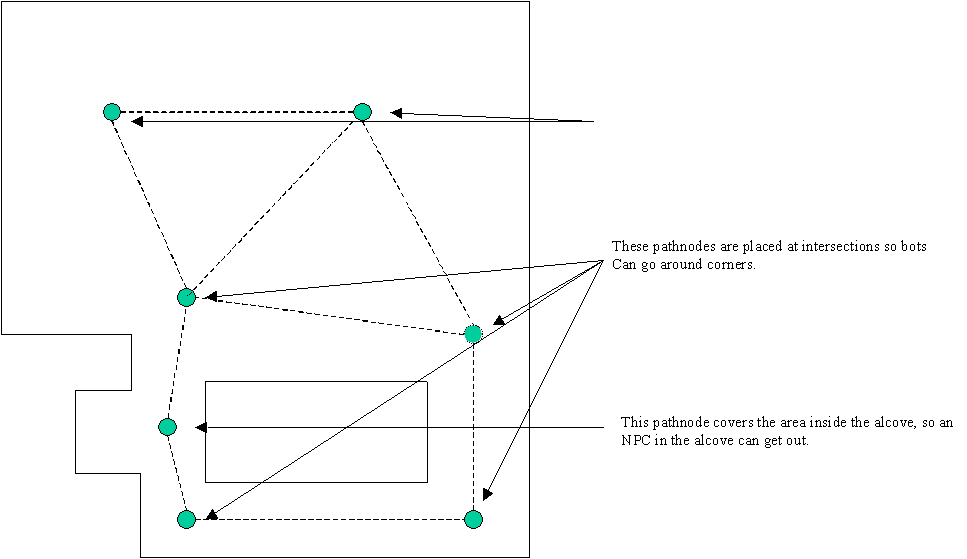 These pathnodes are placed at intersections so bots
Can go around corners.
This pathnode covers the area inside the alcove, so an
NPC in the alcove can get out.